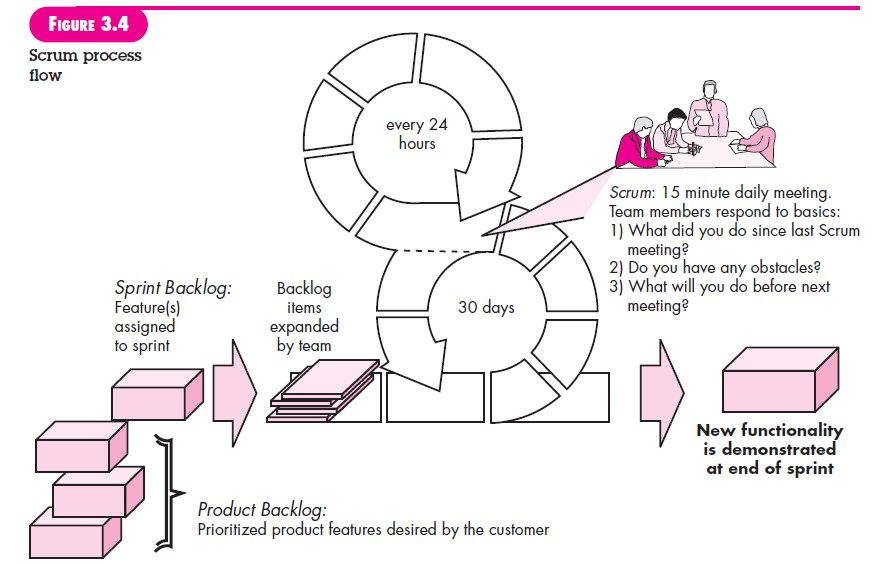 FIGURE 3.4
Scrum process
flow
every 24
hours
Scrum: 15 minute daily meeting.
Team members respond to basics:
1) What did you do since last Scrum
meeting?
2) Do you have any obstacles?
3) What will you do before next
meeting?
Sprint Backlog:
Feature(s)
assigned
to sprint
Backlog
items
expanded
by team
30 days
New functionality
is demonstrated
at end of sprint
Product Backlog:
Prioritized product features desired by the customer